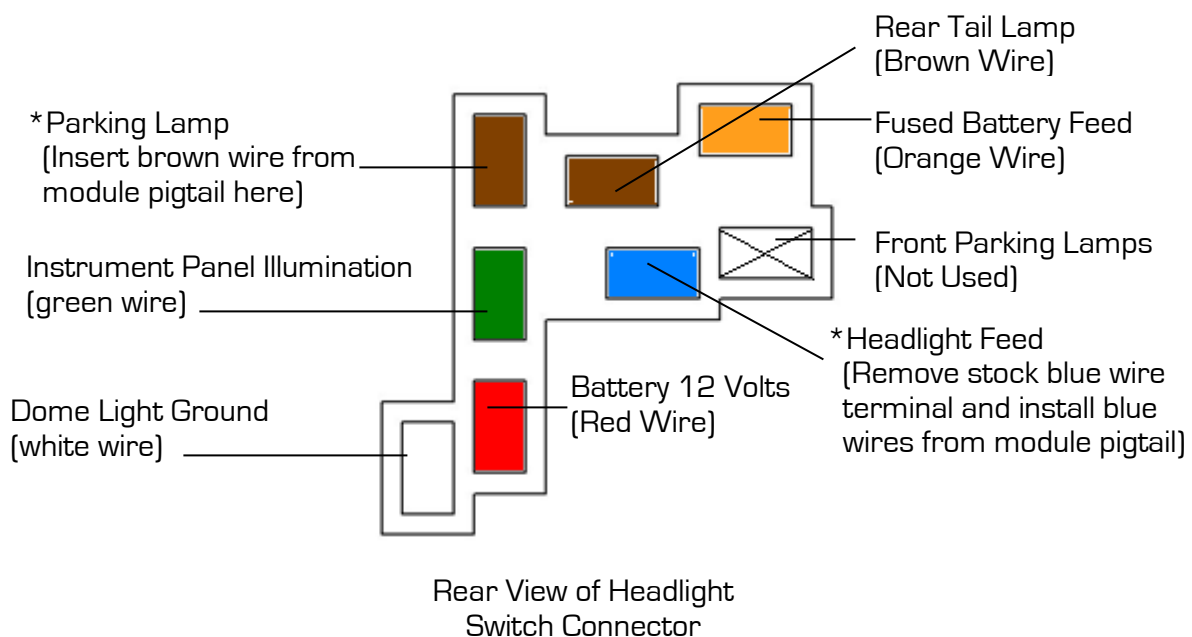 Rear Tail Lamp
(Brown Wire)
*Parking Lamp
(Insert brown wire from
module pigtail here)
Fused Battery Feed
(Orange Wire)
Instrument Panel Illumination
(green wire)
Front Parking Lamps
(Not Used)
*Headlight Feed
(Remove stock blue wire
terminal and install blue
wires from module pigtail)
Battery 12 Volts
(Red Wire)
Dome Light Ground
(white wire)
Rear View of Headlight
Switch Connector